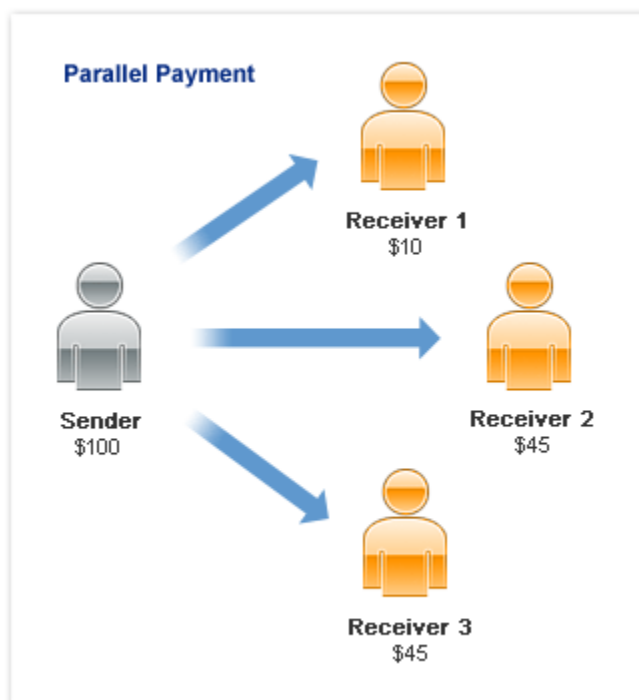 Parallel Payment
Receiver 1
$10
Sender
$100
Receiver 2
$45
Receiver 3
$45